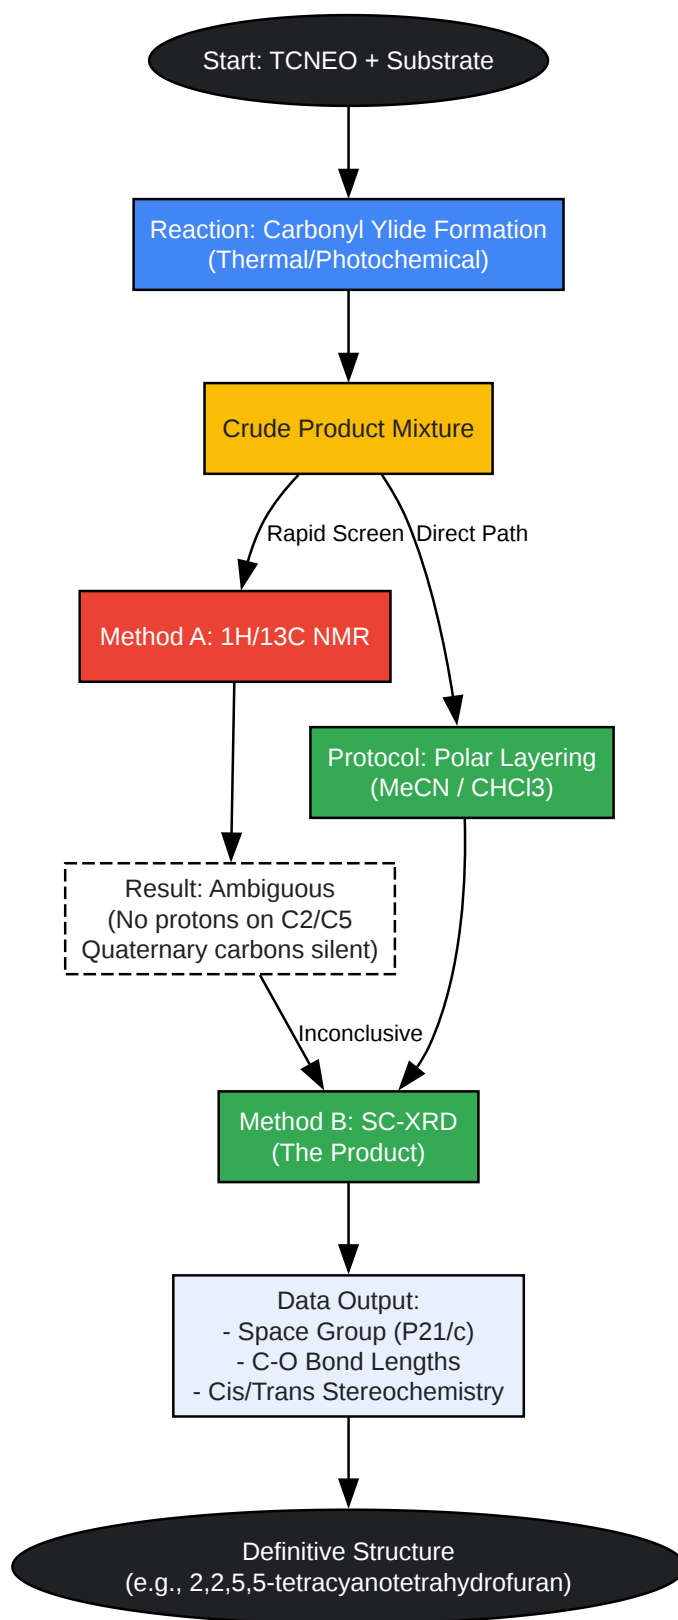 Start: TCNEO + Substrate
Reaction: Carbonyl Ylide Formation
(Thermal/Photochemical)
Crude Product Mixture
Rapid Screen
Direct Path
Method A: 1H/13C NMR
Protocol: Polar Layering
(MeCN / CHCl3)
Result: Ambiguous
(No protons on C2/C5
Quaternary carbons silent)
Inconclusive
Method B: SC-XRD
(The Product)
Data Output:
- Space Group (P21/c)
- C-O Bond Lengths
- Cis/Trans Stereochemistry
Definitive Structure
(e.g., 2,2,5,5-tetracyanotetrahydrofuran)